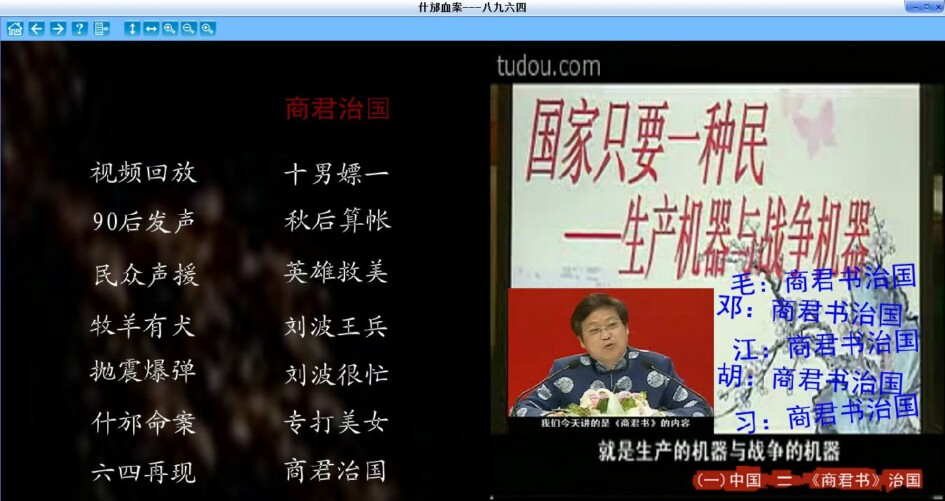 什邡血案---八九六四
商君治国
视频回放
十男嫖一
90后发声
秋后算帐
民众声援
英雄救美
牧羊有犬
刘波王兵
抛震爆弹
刘波很忙
什邡命案
专打美女
六四再现
商君治国
tudou.com
国家只要一种民
——生产机器与战争机器
毛：商君书治国
邓：商君书治国
江：商君书治国
胡：商君书治国
习：商君书治国
我们今天讲的是《商君书》的内容
就是生产的机器与战争的机器
(一)中国 二 《商君书》治国